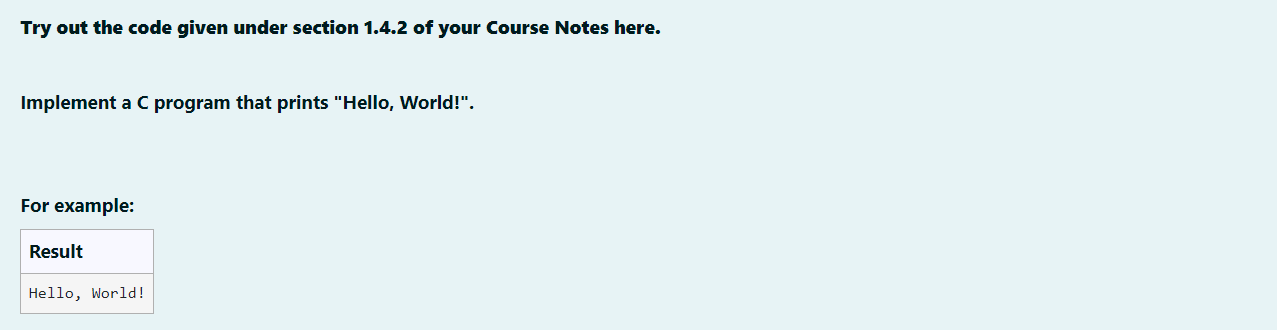 Try out the code given under section 1.4.2 of your Course Notes here.
Implement a C program that prints "Hello, World!".
For example:
Result
Hello, World!